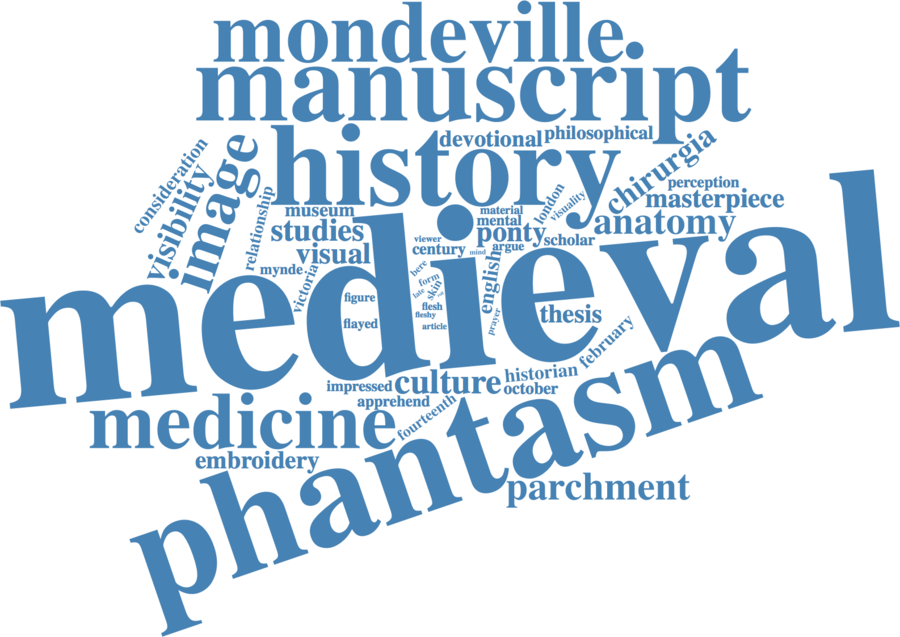 mondeville
manuscript
history
devotional
philosophical
chirurgia
consideration
visibility
image
relationship
museum
studies
visual
mynde
victoria
material
mental
london
visuality
perception
masterpiece
anatomy
ponty
scholar
viewer
century
mind
argue
medieval
bere
form
skin
late
flesh
fleshy
article
english
prayer
figure
flayed
thesis
february
historian
october
impressed
culture
apprehend
fourteenth
medicine
embroidery
phantasm
parchment